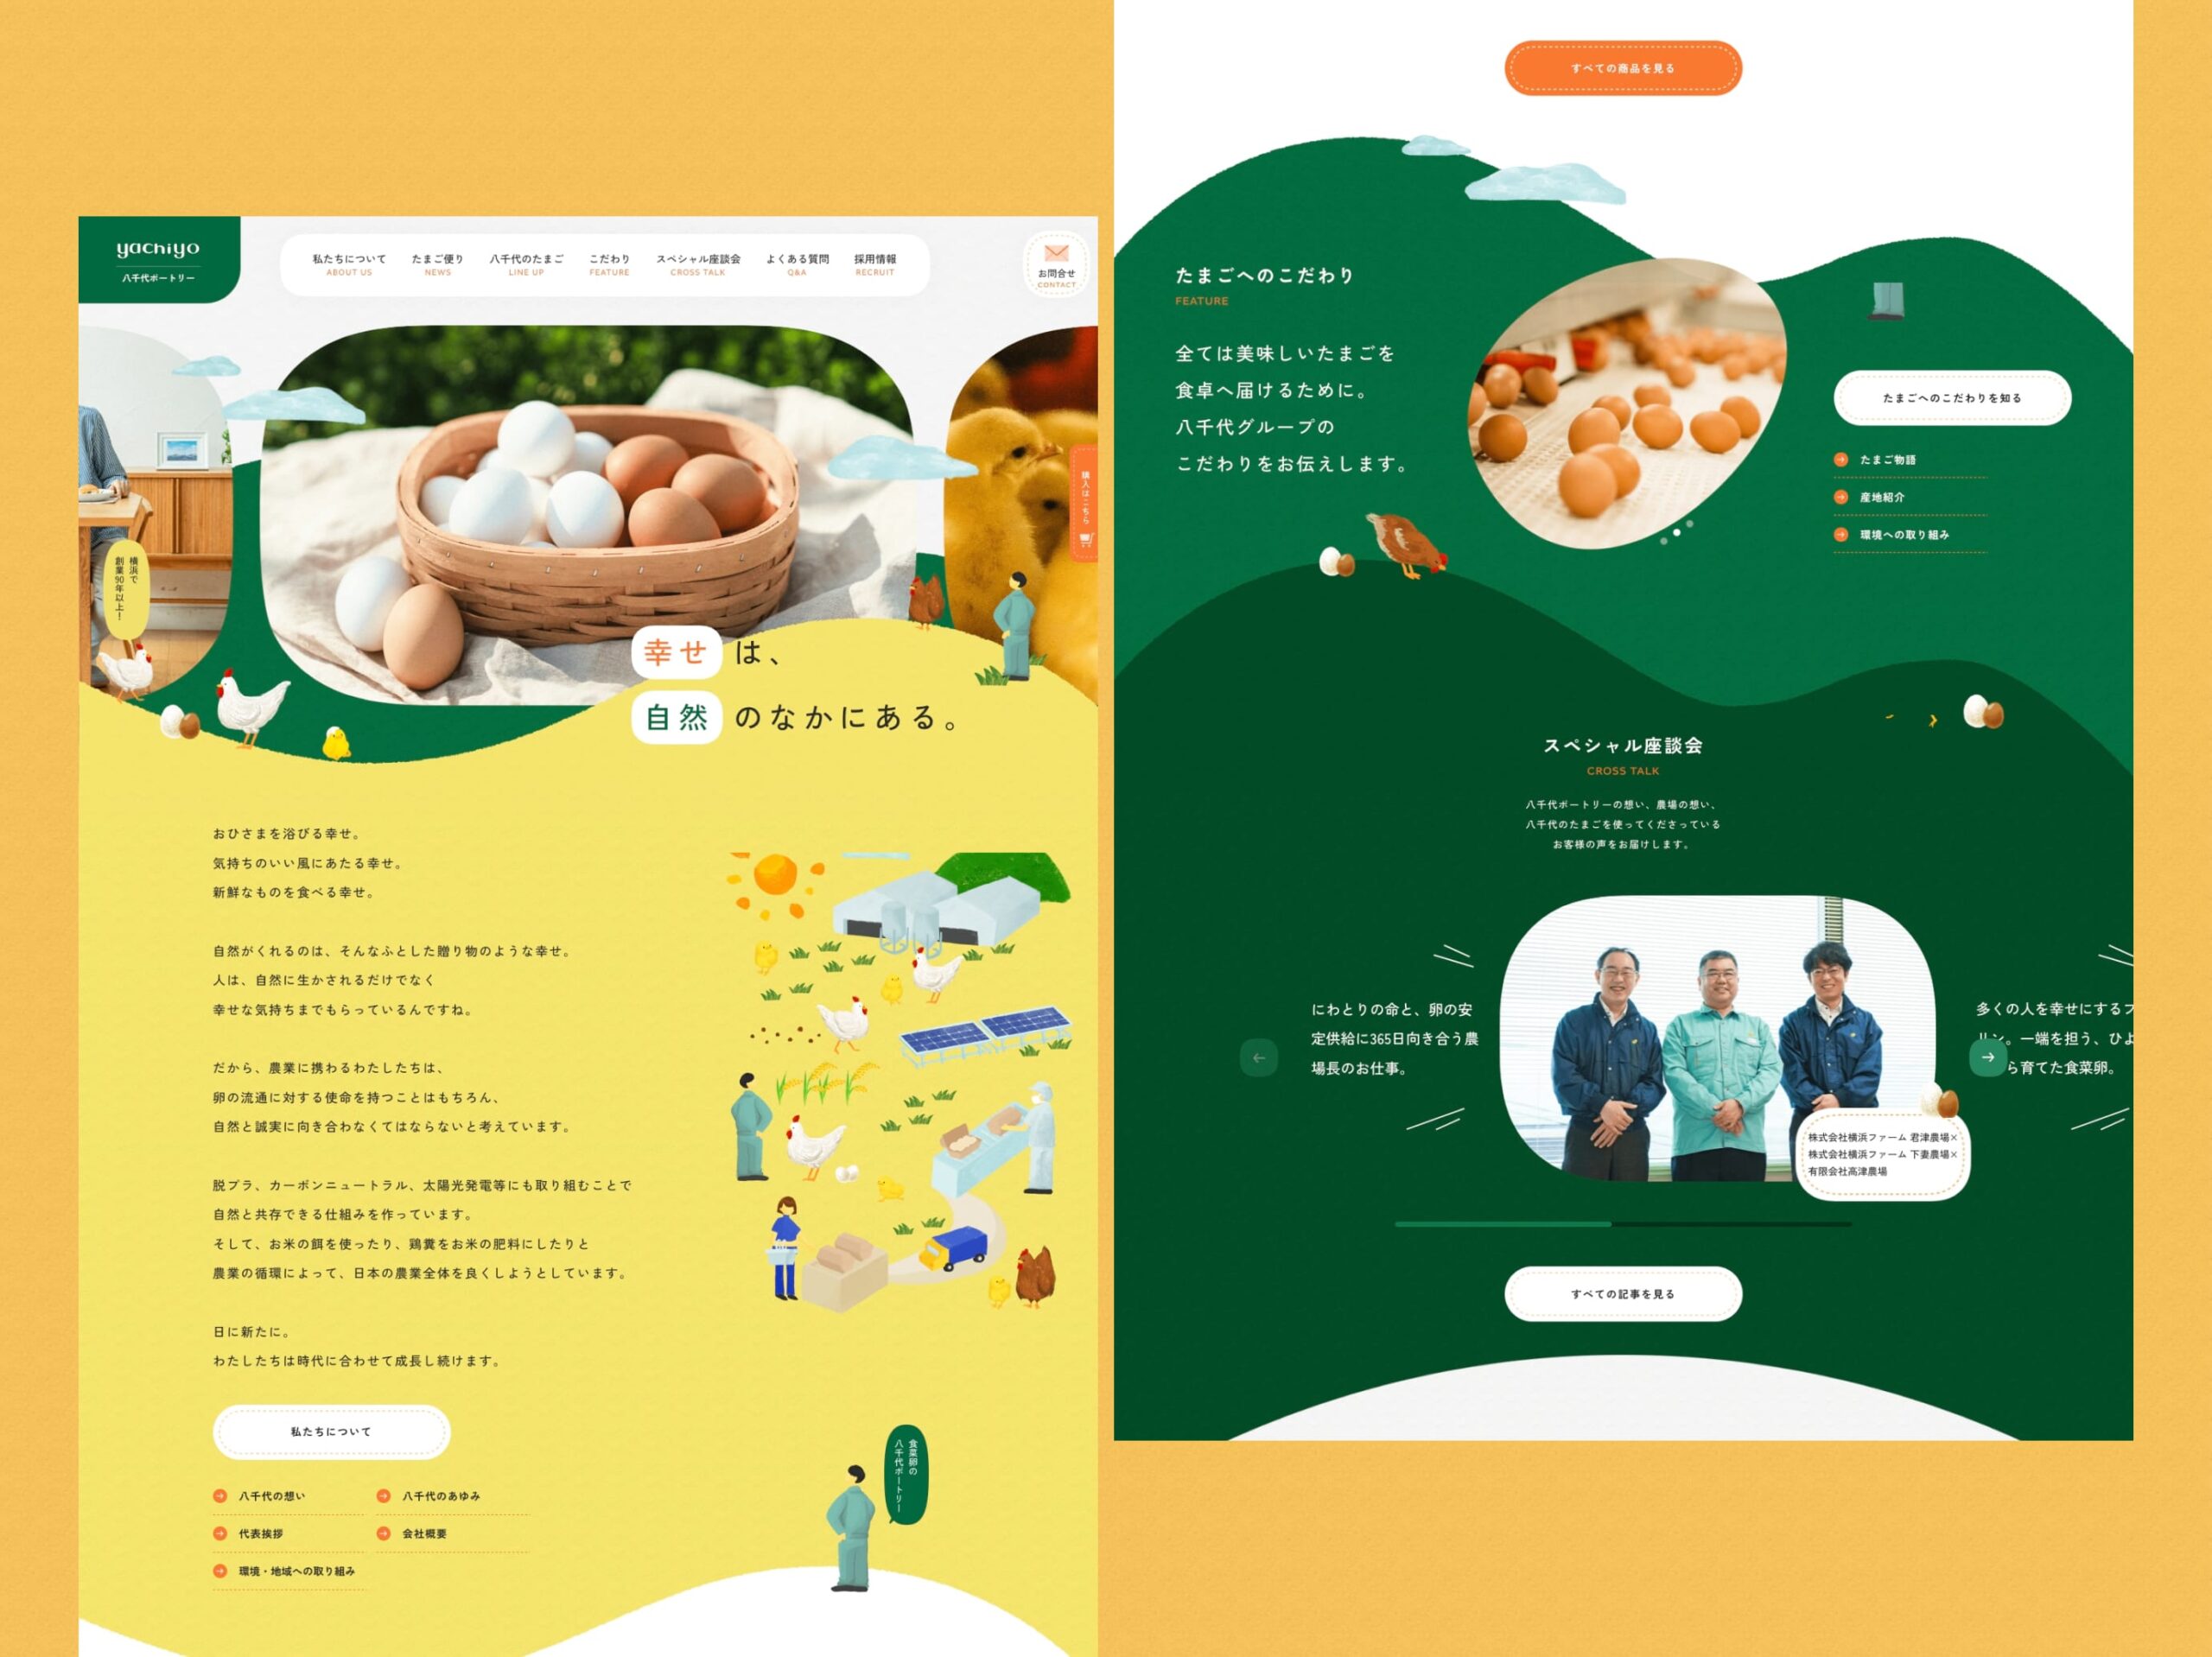 yachiyo
八千代ポートリー
私たちについて
ABOUT US
たまご便り
NEWS
八千代のたまご
LINE UP
こだわり
FEATURE
スペシャル座談会
CROSS TALK
よくある質問
Q&A
採用情報
RECRUIT
お問合せ
CONTACT
購入はこちら
横浜で
創業90年以上!
幸せは、
自然のなかにある。
おひさまを浴びる幸せ。
気持ちのいい風にあたる幸せ。
新鮮なものを食べる幸せ。
自然がくれるのは、そんなふとした贈り物のような幸せ。
人は、自然に生かされるだけでなく
幸せな気持ちまでもらっているんですね。
だから、農業に携わるわたしたちは、
卵の流通に対する使命を持つことはもちろん、
自然と誠実に向き合わなくてはならないと考えています。
脱プラ、カーボンニュートラル、太陽光発電等にも取り組むことで
自然と共存できる仕組みを作っています。
そして、お米の餌を使ったり、鶏糞をお米の肥料にしたりと
農業の循環によって、日本の農業全体を良くしようとしています。
日に新たに。
わたしたちは時代に合わせて成長し続けます。
私たちについて
八千代の想い
八千代のあゆみ
代表挨拶
会社概要
環境・地域への取り組み
食菜卵の
八千代ポートリー
すべての商品を見る
たまごへのこだわり
FEATURE
全ては美味しいたまごを
食卓へ届けるために。
八千代グループの
こだわりをお伝えします。
たまごへのこだわりを知る
たまご物語
産地紹介
環境への取り組み
スペシャル座談会
CROSS TALK
八千代ポートリーの想い、農場の想い、
八千代のたまごを使ってくださっている
お客様の声をお届けします。
にわとりの命と、卵の安
定供給に365日向き合う農
場長のお仕事。
多くの人を幸せにするプ
リン。一端を担う、ひよ
ら育てた食菜卵。
株式会社横浜ファーム 君津農場×
株式会社横浜ファーム 下妻農場×
有限会社高津農場
すべての記事を見る